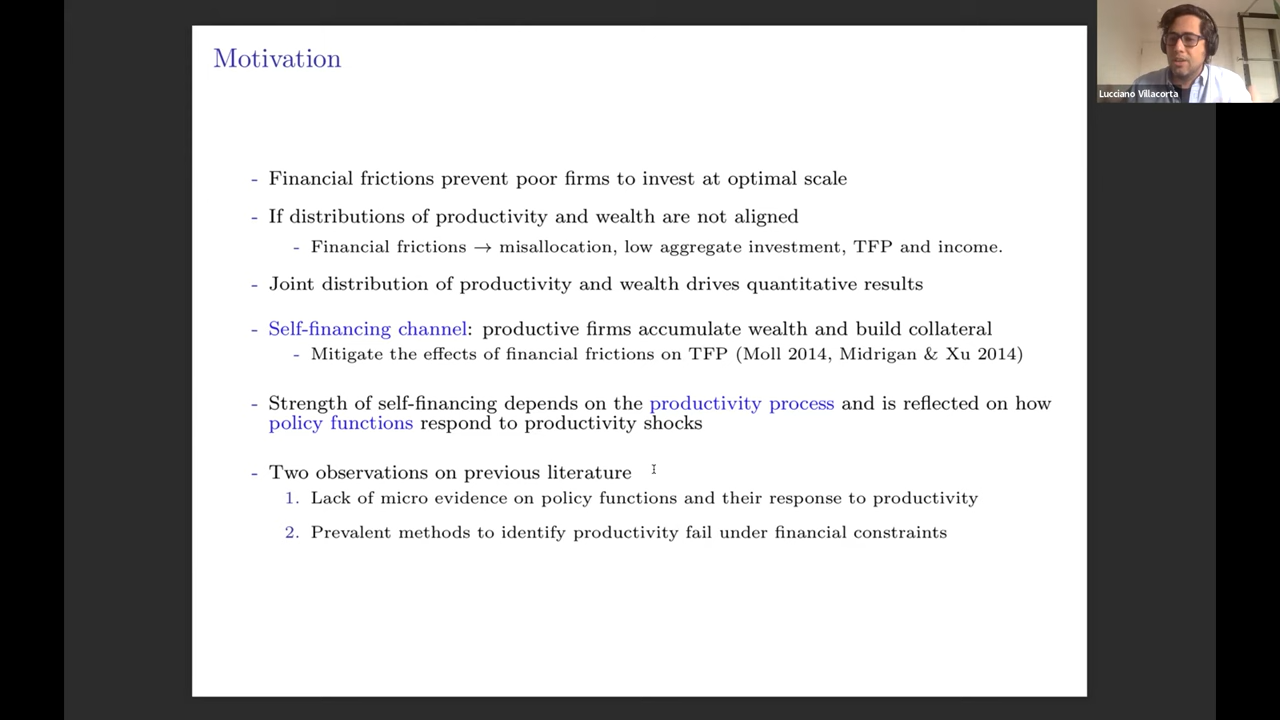 Motivation
Lucciano Villacorta
- Financial frictions prevent poor firms to invest at optimal scale
- If distributions of productivity and wealth are not aligned
- Financial frictions → misallocation, low aggregate investment, TFP and income.
- Joint distribution of productivity and wealth drives quantitative results
- Self-financing channel: productive firms accumulate wealth and build collateral
- Mitigate the effects of financial frictions on TFP (Moll 2014, Midrigan & Xu 2014)
- Strength of self-financing depends on the productivity process and is reflected on how
policy functions respond to productivity shocks
- Two observations on previous literature
1. Lack of micro evidence on policy functions and their response to productivity
2. Prevalent methods to identify productivity fail under financial constraints